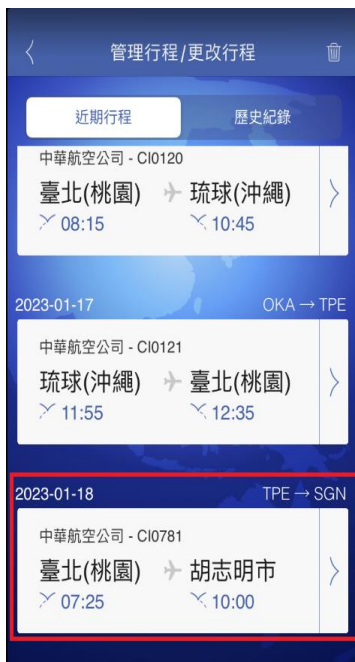 管理行程/更改行程
近期行程 歷史紀錄
中華航空公司 - CI0120
臺北(桃園) 琉球(沖繩)
08:15 10:45
2023-01-17 OKA → TPE
中華航空公司 - CI0121
琉球(沖繩) 臺北(桃園)
11:55 12:35
2023-01-18 TPE → SGN
中華航空公司 - CI0781
臺北(桃園) 胡志明市
07:25 10:00